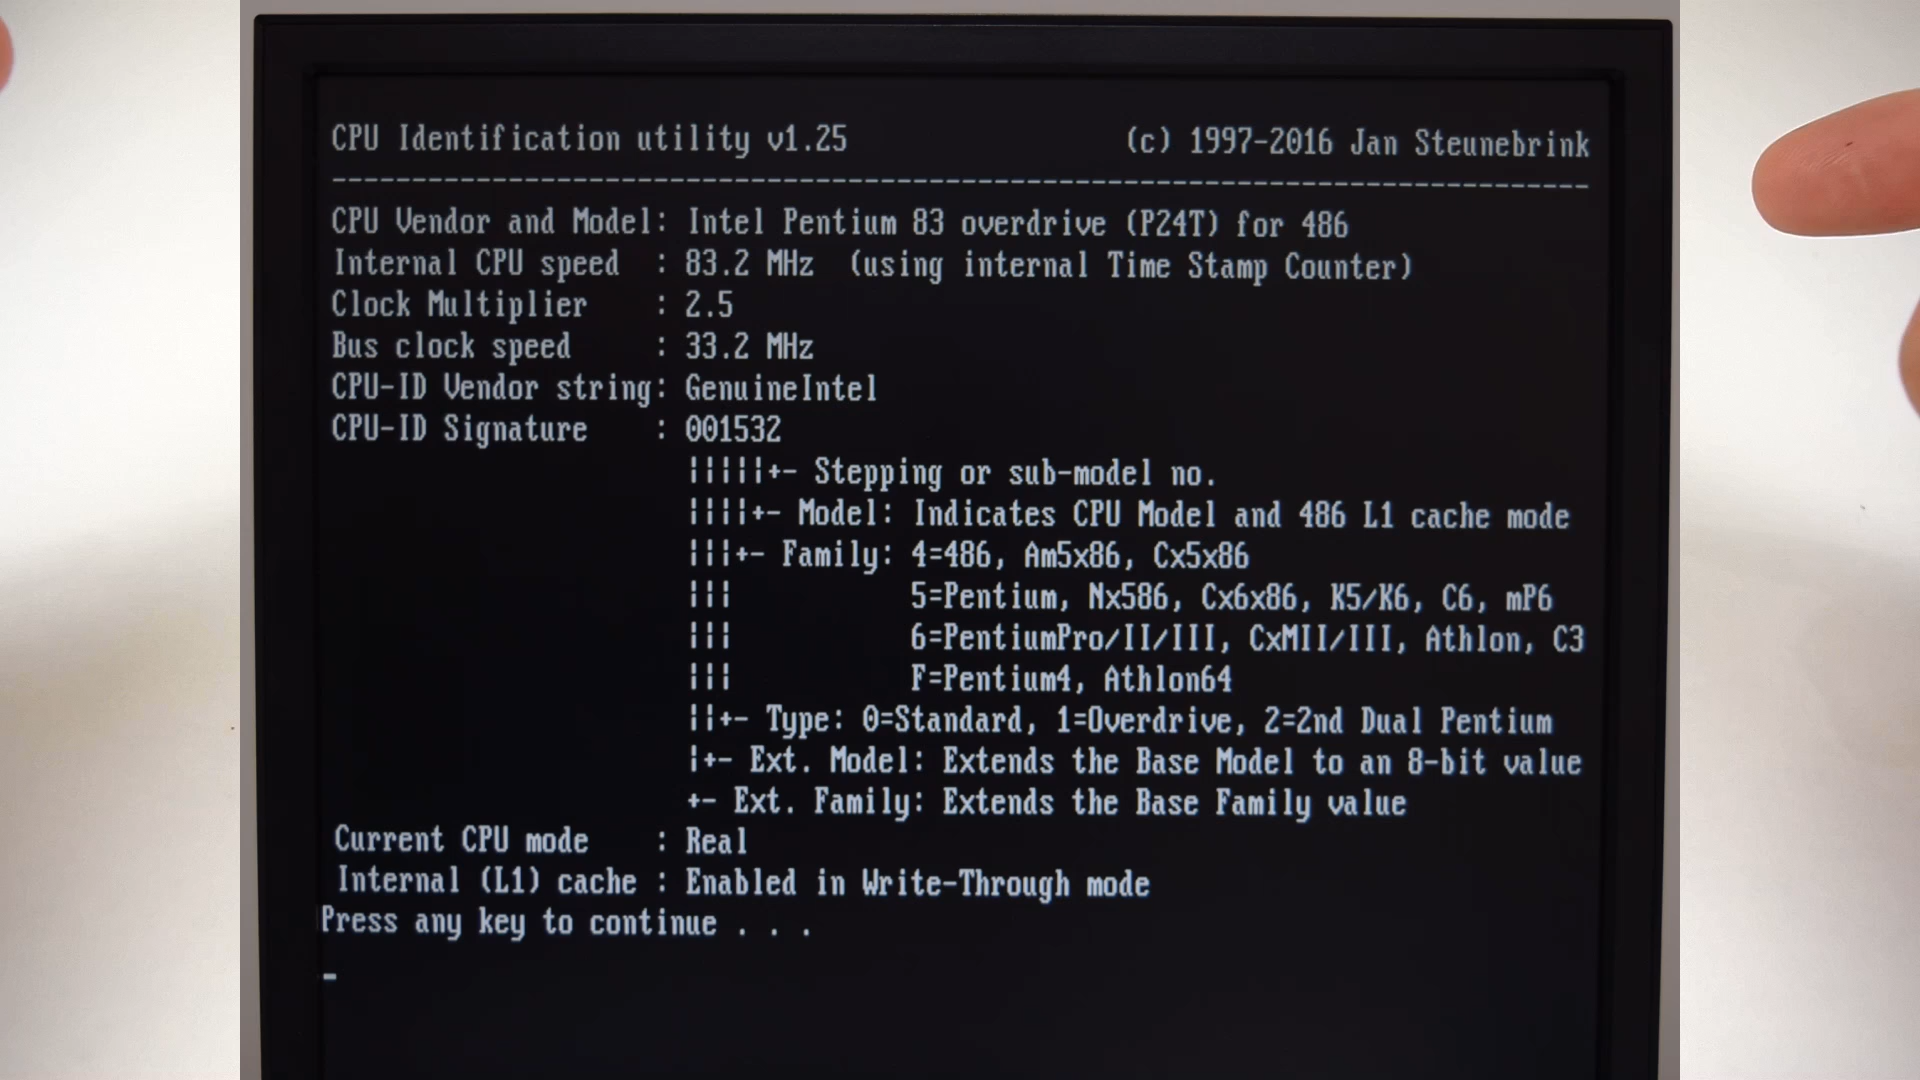 CPU Identification utility v1.25 (c) 1997-2016 Jan Steunebrink
-------------------------------------------------------------------------------
CPU Vendor and Model: Intel Pentium 83 overdrive (P24T) for 486
Internal CPU speed : 83.2 MHz (using internal Time Stamp Counter)
Clock Multiplier : 2.5
Bus clock speed : 33.2 MHz
CPU-ID Vendor string: GenuineIntel
CPU-ID Signature : 001532
¦¦¦¦¦+- Stepping or sub-model no.
¦¦¦¦+- Model: Indicates CPU Model and 486 L1 cache mode
¦¦¦+- Family: 4=486, Am5x86, Cx5x86
¦¦¦ 5=Pentium, Nx586, Cx6x86, K5/K6, C6, mP6
¦¦¦ 6=PentiumPro/II/III, CxMII/III, Athlon, C3
¦¦¦ F=Pentium4, Athlon64
¦¦+- Type: 0=Standard, 1=Overdrive, 2=2nd Dual Pentium
¦+- Ext. Model: Extends the Base Model to an 8-bit value
+- Ext. Family: Extends the Base Family value
Current CPU mode : Real
Internal (L1) cache : Enabled in Write-Through mode
Press any key to continue . . .